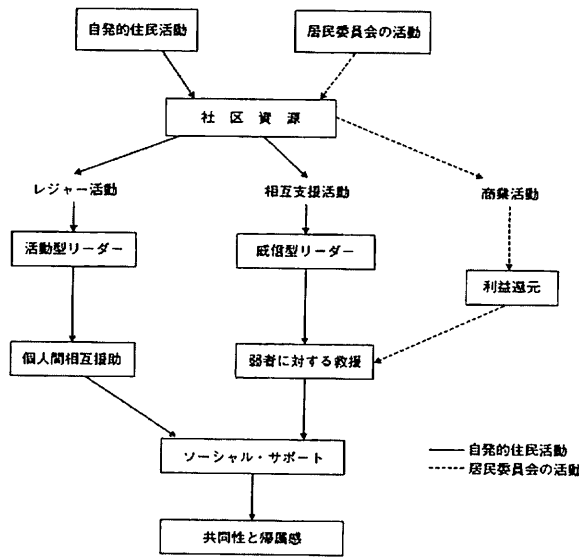 自発的住民活動
居民委員会の活動
社区資源
レジャー活動
相互支援活動
商業活動
活動型リーダー
威信型リーダー
利益還元
個人間相互援助
弱者に対する救援
ソーシャル・サポート
自発的住民活動
居民委員会の活動
共同性と帰属感